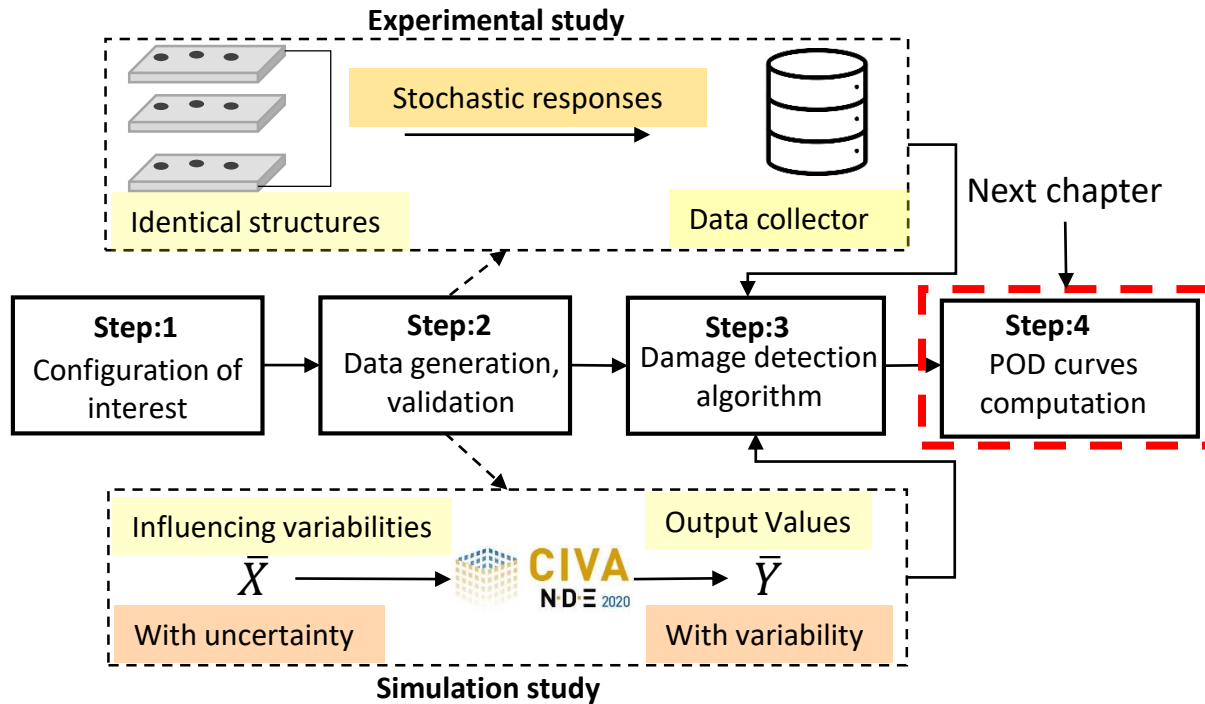 Experimental study
Stochastic responses
Identical structures
Data collector
Next chapter
Step:1
Configuration of
interest
Step:2
Data generation,
validation
Step:3
Damage detection
algorithm
Step:4
POD curves
computation
Influencing variabilities
Output Values
X̄
CIVA
N·D·E 2020
Ȳ
With uncertainty
With variability
Simulation study